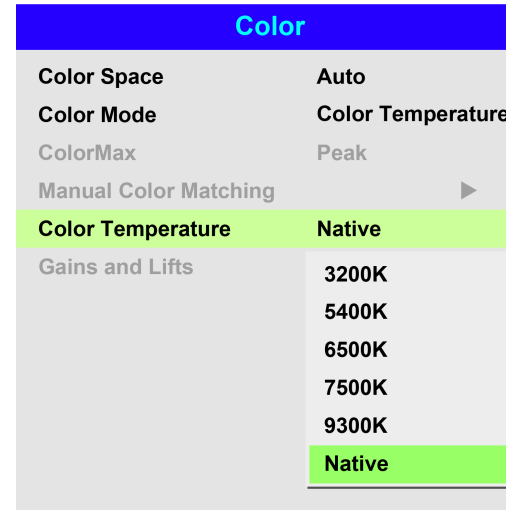 Color
Color Space Auto
Color Mode Color Temperature
ColorMax Peak
Manual Color Matching
Color Temperature Native
Gains and Lifts
3200K
5400K
6500K
7500K
9300K
Native